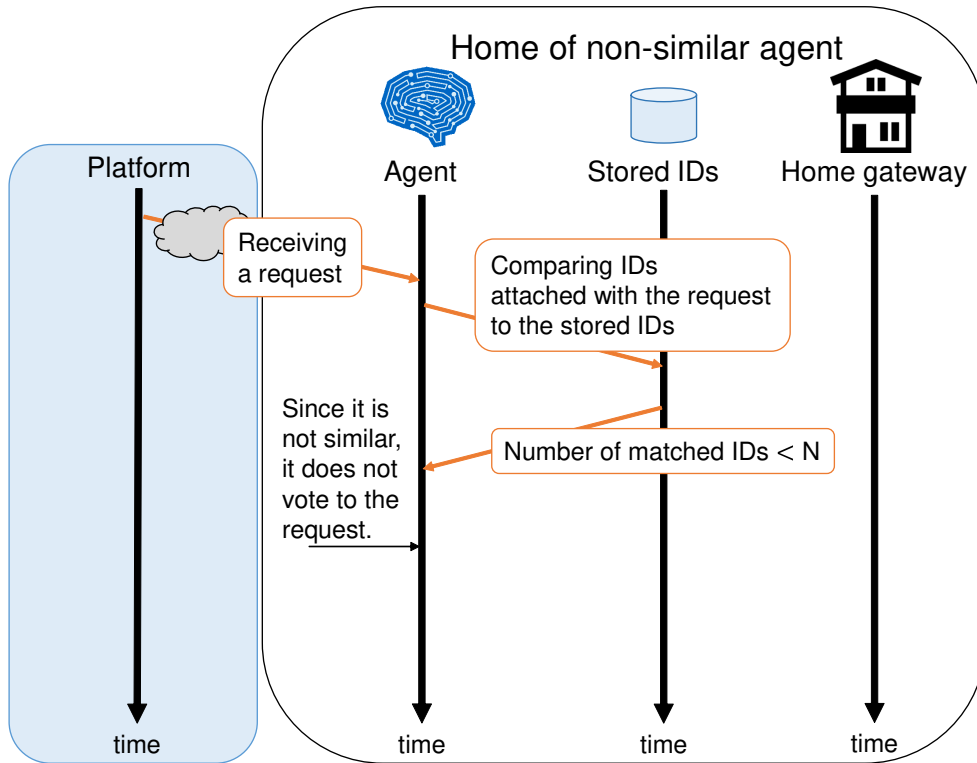 Home of non-similar agent
Platform
Agent
Stored IDs
Home gateway
Receiving
a request
Comparing IDs
attached with the request
to the stored IDs
Since it is
not similar,
it does not
vote to the
request.
Number of matched IDs < N
time
time
time
time